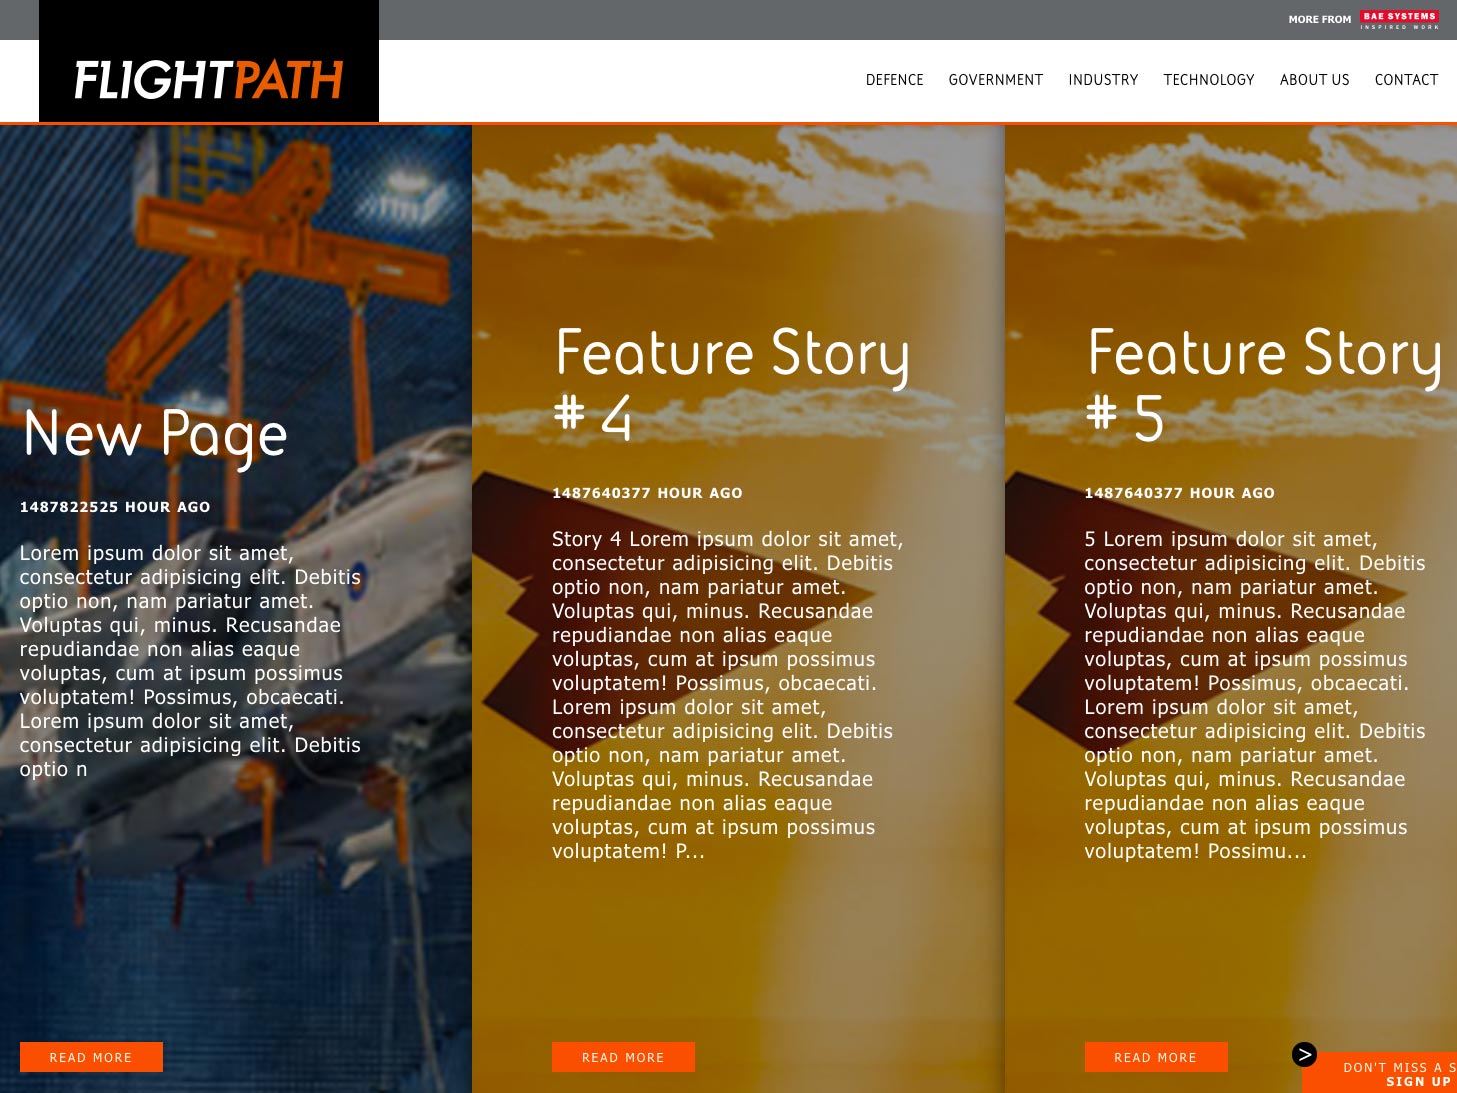 MORE FROM BAE SYSTEMS
INSPIRED WORK
FLIGHTPATH
DEFENCE GOVERNMENT INDUSTRY TECHNOLOGY ABOUT US CONTACT
New Page
1487822525 HOUR AGO
Lorem ipsum dolor sit amet,
consectetur adipisicing elit. Debitis
optio non, nam pariatur amet.
Voluptas qui, minus. Recusandae
repudiandae non alias eaque
voluptas, cum at ipsum possimus
voluptatem! Possimus, obcaecati.
Lorem ipsum dolor sit amet,
consectetur adipisicing elit. Debitis
optio n
READ MORE
Feature Story
# 4
1487640377 HOUR AGO
Story 4 Lorem ipsum dolor sit amet,
consectetur adipisicing elit. Debitis
optio non, nam pariatur amet.
Voluptas qui, minus. Recusandae
repudiandae non alias eaque
voluptas, cum at ipsum possimus
voluptatem! Possimus, obcaecati.
Lorem ipsum dolor sit amet,
consectetur adipisicing elit. Debitis
optio non, nam pariatur amet.
Voluptas qui, minus. Recusandae
repudiandae non alias eaque
voluptas, cum at ipsum possimus
voluptatem! P...
READ MORE
Feature Story
# 5
1487640377 HOUR AGO
5 Lorem ipsum dolor sit amet,
consectetur adipisicing elit. Debitis
optio non, nam pariatur amet.
Voluptas qui, minus. Recusandae
repudiandae non alias eaque
voluptas, cum at ipsum possimus
voluptatem! Possimus, obcaecati.
Lorem ipsum dolor sit amet,
consectetur adipisicing elit. Debitis
optio non, nam pariatur amet.
Voluptas qui, minus. Recusandae
repudiandae non alias eaque
voluptas, cum at ipsum possimus
voluptatem! Possimu...
READ MORE
>
DON'T MISS A S
SIGN UP